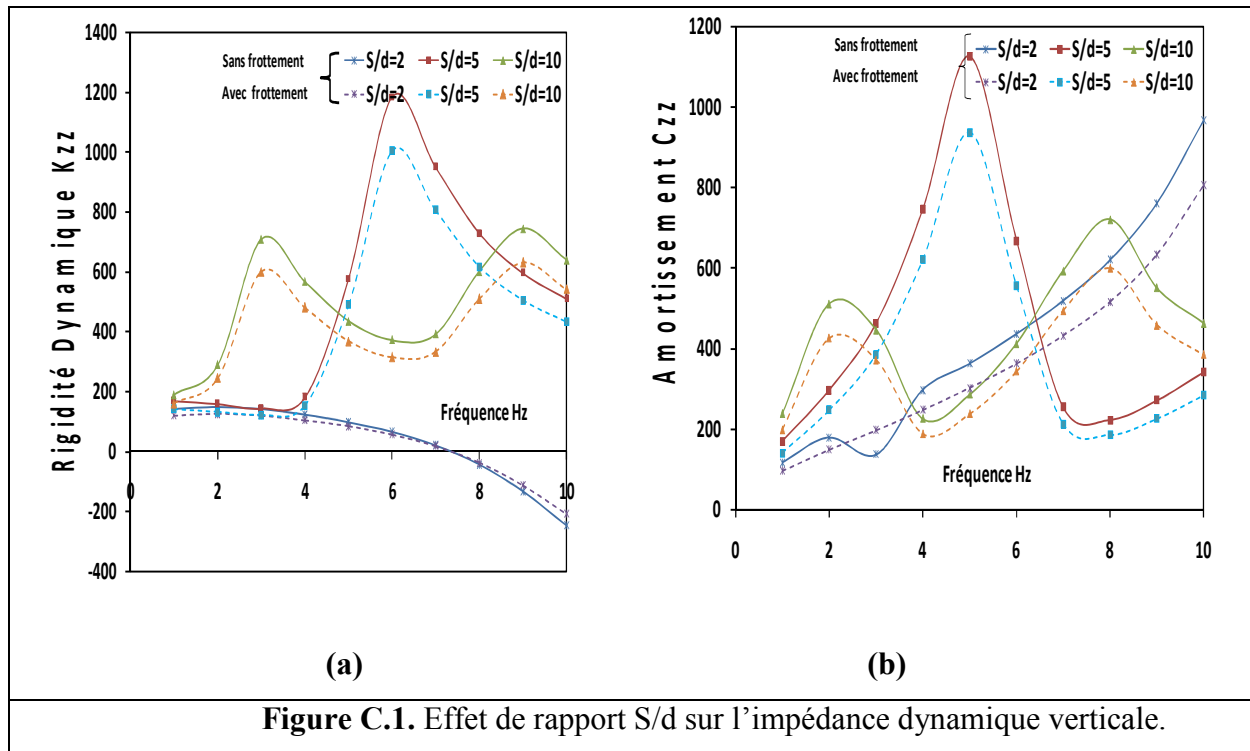 1400
1200
1000
800
600
400
200
0
-200
-400
Rigidité Dynamique Kzz
Sans frottement
S/d=2 S/d=5 S/d=10
Avec frottement
S/d=2 S/d=5 S/d=10
Fréquence Hz
0 2 4 6 8 10
(a)
1200
1000
800
600
400
200
0
Amortissement Czz
Sans frottement
S/d=2 S/d=5 S/d=10
Avec frottement
S/d=2 S/d=5 S/d=10
Fréquence Hz
0 2 4 6 8 10
(b)
Figure C.1. Effet de rapport S/d sur l’impédance dynamique verticale.